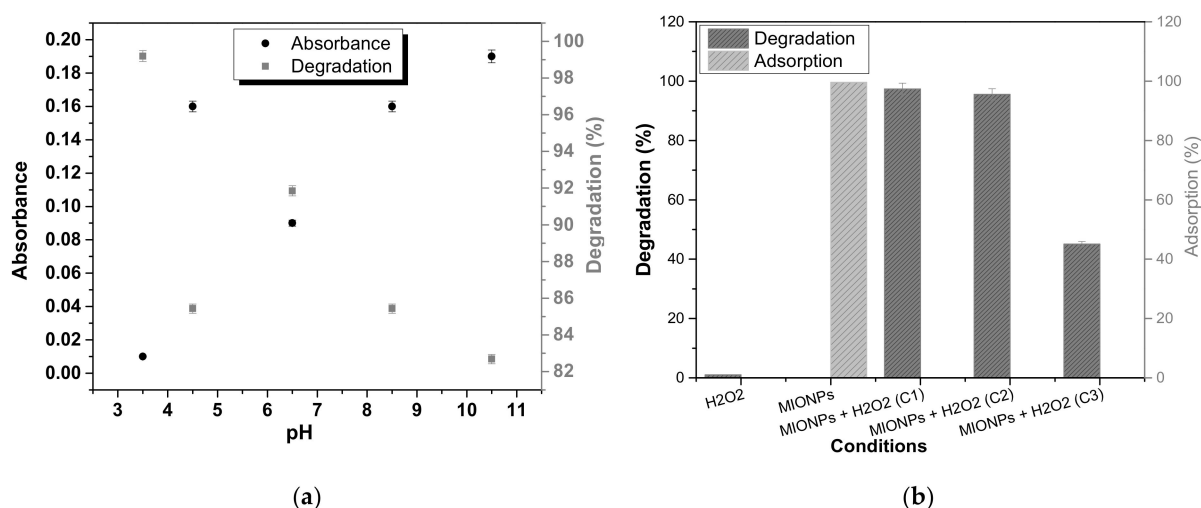 Absorbance
Degradation
0.20
0.18
0.16
0.14
0.12
0.10
0.08
0.06
0.04
0.02
0.00
Absorbance
100
98
96
94
92
90
88
86
84
82
Degradation (%)
3 4 5 6 7 8 9 10 11
pH
(a)
Degradation
Adsorption
120
100
80
60
40
20
0
Degradation (%)
120
100
80
60
40
20
0
Adsorption (%)
H2O2
MIONPs
MIONPs + H2O2 (C1)
MIONPs + H2O2 (C2)
MIONPs + H2O2 (C3)
Conditions
(b)